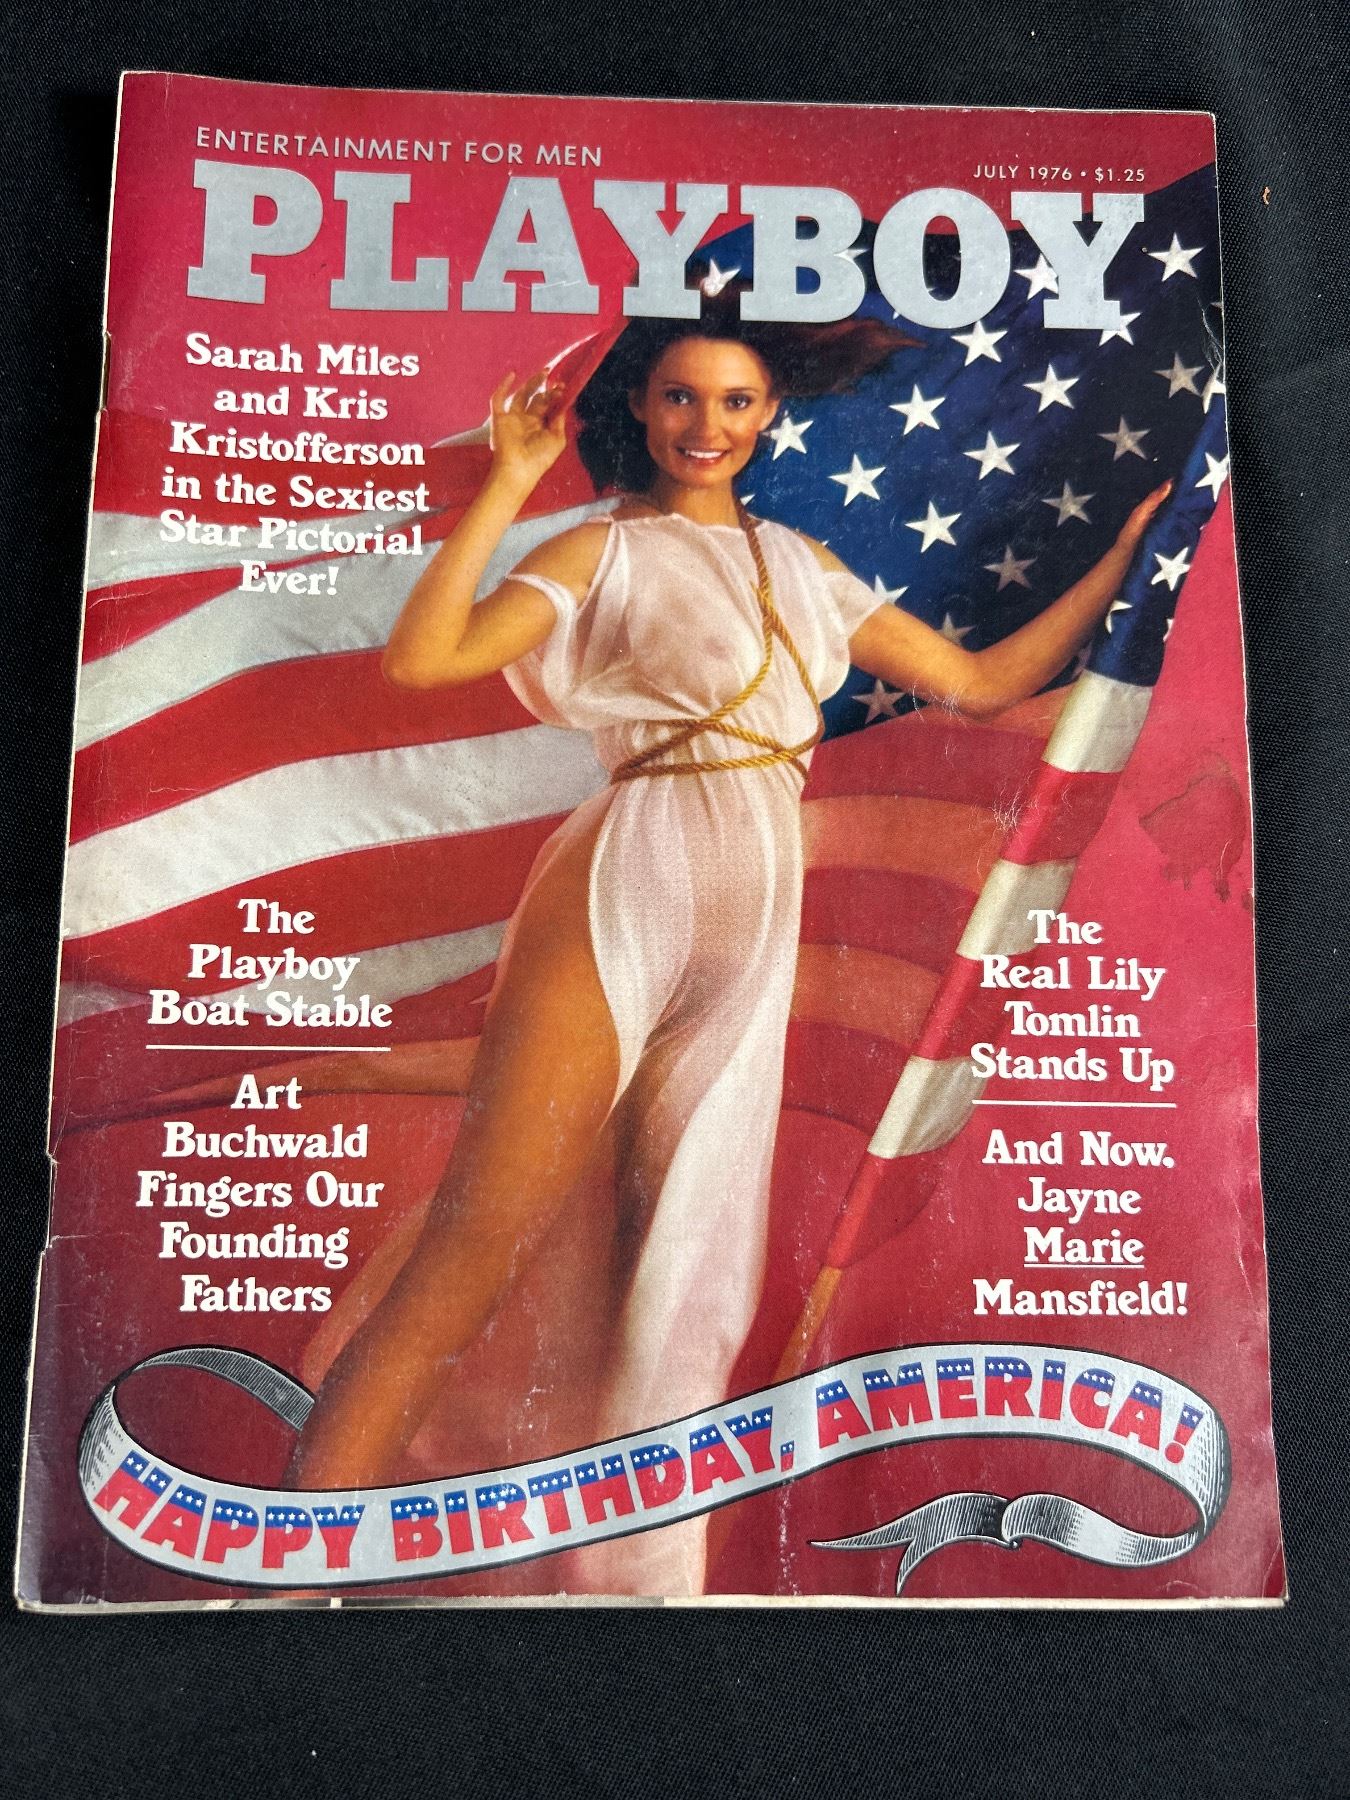 ENTERTAINMENT FOR MEN
JULY 1976 • $1.25
PLAYBOY
Sarah Miles
and Kris
Kristofferson
in the Sexiest
Star Pictorial
Ever!
The
Playboy
Boat Stable
Art
Buchwald
Fingers Our
Founding
Fathers
The
Real Lily
Tomlin
Stands Up
And Now,
Jayne
Marie
Mansfield!
HAPPY BIRTHDAY, AMERICA!